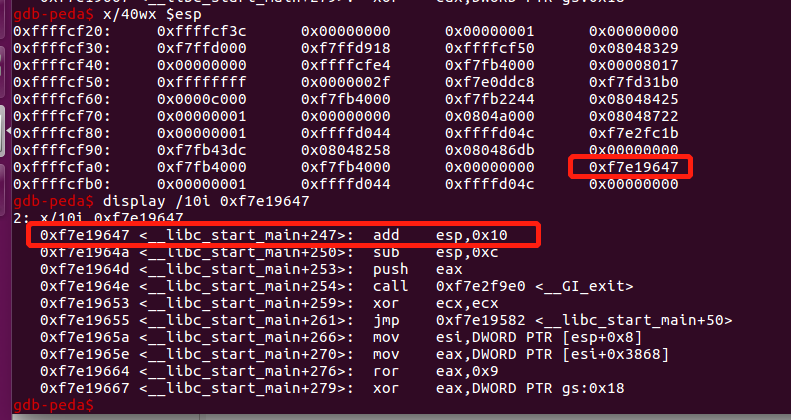 gdb-peda$ x/40wx $esp
0xffffcf20: 0xffffcf3c 0x00000000 0x00000001 0x00000000
0xffffcf30: 0xf7ffd000 0xf7ffd918 0xffffcf50 0x08048329
0xffffcf40: 0x00000000 0xffffcfe4 0xf7fb4000 0x00008017
0xffffcf50: 0xffffffff 0x0000002f 0xf7e0ddc8 0xf7fd31b0
0xffffcf60: 0x0000c000 0xf7fb4000 0xf7fb2244 0x08048425
0xffffcf70: 0x00000001 0x00000000 0x0804a000 0x08048722
0xffffcf80: 0x00000001 0xffffd044 0xffffd04c 0xf7e2fc1b
0xffffcf90: 0xf7fb43dc 0x08048258 0x080486db 0x00000000
0xffffcfa0: 0xf7fb4000 0xf7fb4000 0x00000000 0xf7e19647
0xffffcfb0: 0x00000001 0xffffd044 0xffffd04c 0x00000000
gdb-peda$ display /10i 0xf7e19647
2: x/10i 0xf7e19647
0xf7e19647 <__libc_start_main+247>: add esp,0x10
0xf7e1964a <__libc_start_main+250>: sub esp,0xc
0xf7e1964d <__libc_start_main+253>: push eax
0xf7e1964e <__libc_start_main+254>: call 0xf7e2f9e0 <__GI_exit>
0xf7e19653 <__libc_start_main+259>: xor ecx,ecx
0xf7e19655 <__libc_start_main+261>: jmp 0xf7e19582 <__libc_start_main+50>
0xf7e1965a <__libc_start_main+266>: mov esi,DWORD PTR [esp+0x8]
0xf7e1965e <__libc_start_main+270>: mov eax,DWORD PTR [esi+0x3868]
0xf7e19664 <__libc_start_main+276>: ror eax,0x9
0xf7e19667 <__libc_start_main+279>: xor eax,DWORD PTR gs:0x18
gdb-peda$